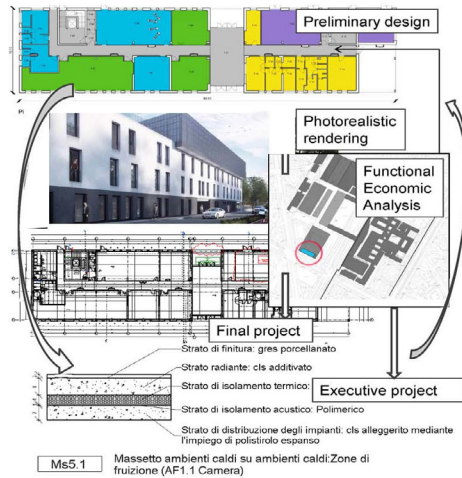 Preliminary design
Photorealistic
rendering
Functional
Economic
Analysis
Final project
Strato di finitura: gres porcellanato
Strato radiante: cls additivato
Strato di isolamento termico:
Executive project
Strato di isolamento acustico: Polimerico
Strato di distribuzione degli impianti: cls alleggerito mediante
l'impiego di polistirolo espanso
Ms5.1
Massetto ambienti caldi su ambienti caldi:Zone di
fruizione (AF1.1 Camera)